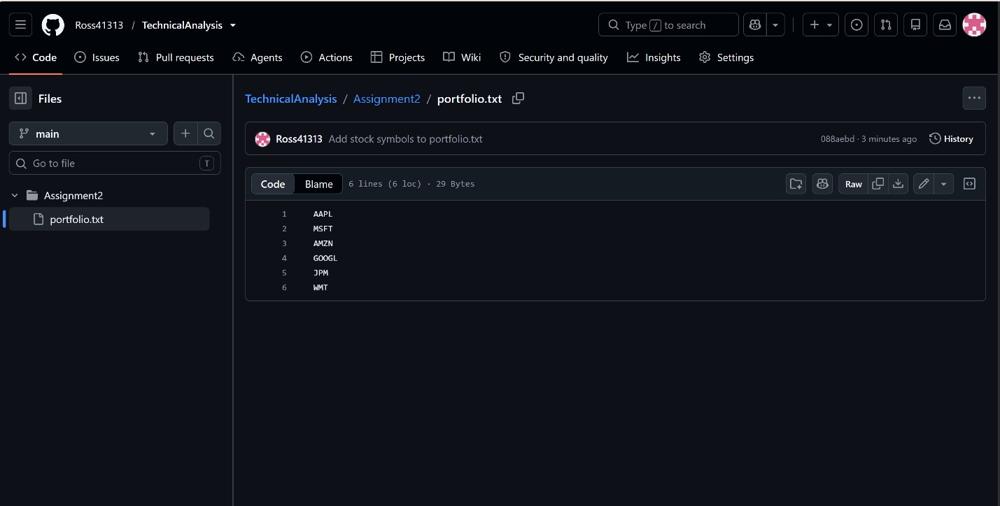 Ross41313 / TechnicalAnalysis
Type / to search
Code Issues Pull requests Agents Actions Projects Wiki Security and quality Insights Settings
Files
main
Go to file T
Assignment2
portfolio.txt
TechnicalAnalysis / Assignment2 / portfolio.txt
Ross41313 Add stock symbols to portfolio.txt 088aebd · 3 minutes ago History
Code Blame 6 lines (6 loc) · 29 Bytes Raw
1 AAPL
2 MSFT
3 AMZN
4 GOOGL
5 JPM
6 WMT